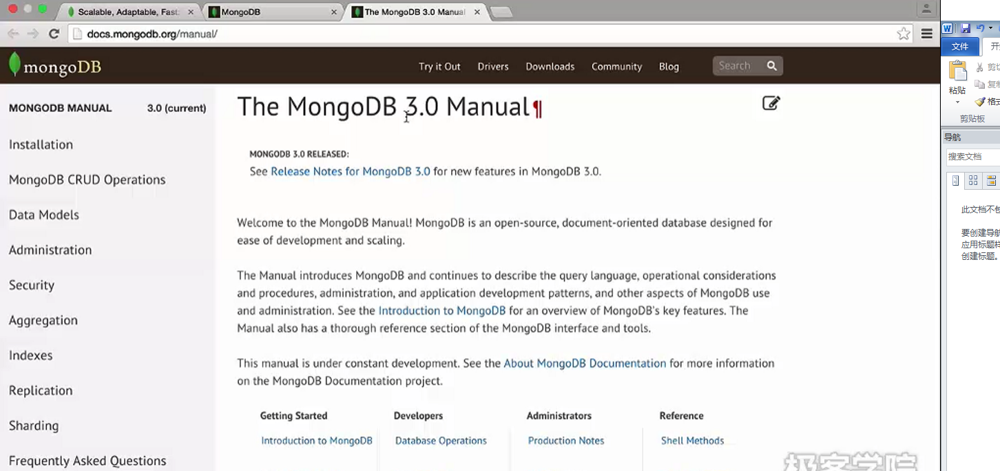 Scalable, Adaptable, Fast:
MongoDB
The MongoDB 3.0 Manual
docs.mongodb.org/manual/
mongoDB
Try it Out
Drivers
Downloads
Community
Blog
Search
MONGODB MANUAL
3.0 (current)
Installation
MongoDB CRUD Operations
Data Models
Administration
Security
Aggregation
Indexes
Replication
Sharding
Frequently Asked Questions
The MongoDB 3.0 Manual¶
MONGODB 3.0 RELEASED:
See Release Notes for MongoDB 3.0 for new features in MongoDB 3.0.
Welcome to the MongoDB Manual! MongoDB is an open-source, document-oriented database designed for
ease of development and scaling.
The Manual introduces MongoDB and continues to describe the query language, operational considerations
and procedures, administration, and application development patterns, and other aspects of MongoDB use
and administration. See the Introduction to MongoDB for an overview of MongoDB's key features. The
Manual also has a thorough reference section of the MongoDB interface and tools.
This manual is under constant development. See the About MongoDB Documentation for more information
on the MongoDB Documentation project.
Getting Started
Introduction to MongoDB
Developers
Database Operations
Administrators
Production Notes
Reference
Shell Methods
极客学院
W
文件
开
剪切
粘贴
复制
格式
剪贴板
导航
搜索文档
此文档不包
要创建导航
应用标题样
创建标题。